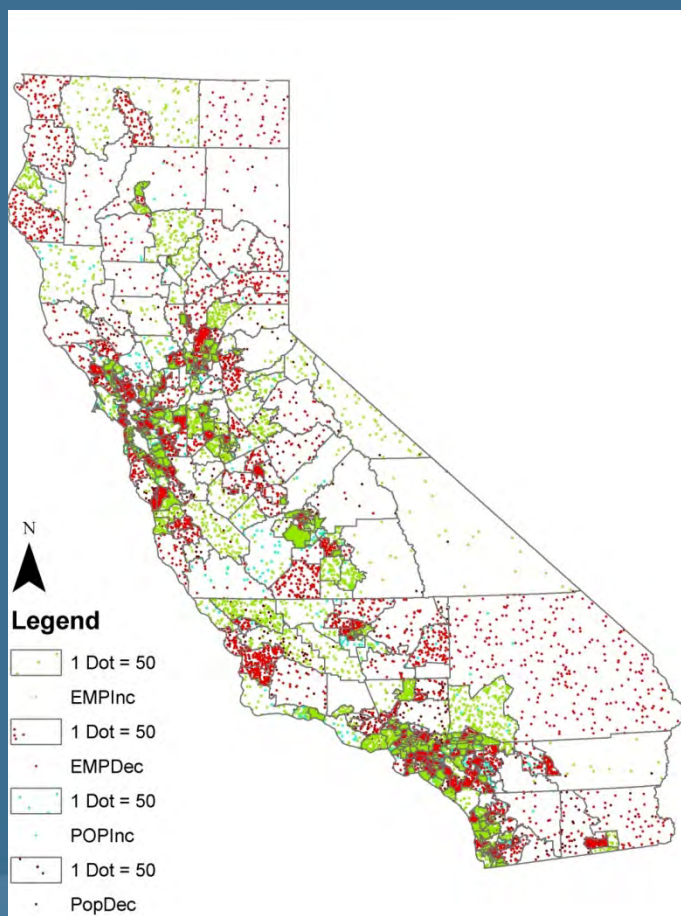 N
Legend
1 Dot = 50
EMPInc
1 Dot = 50
EMPDec
1 Dot = 50
POPInc
1 Dot = 50
PopDec